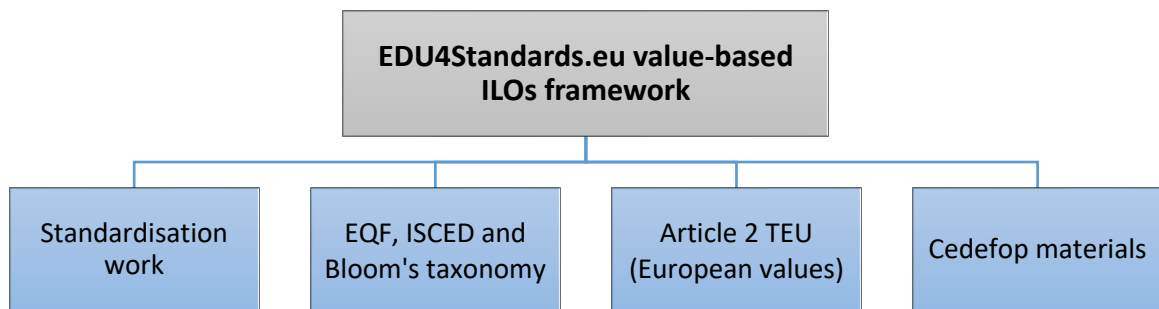 EDU4Standards.eu value-based
ILOs framework
Standardisation
work
EQF, ISCED and
Bloom's taxonomy
Article 2 TEU
(European values)
Cedefop materials